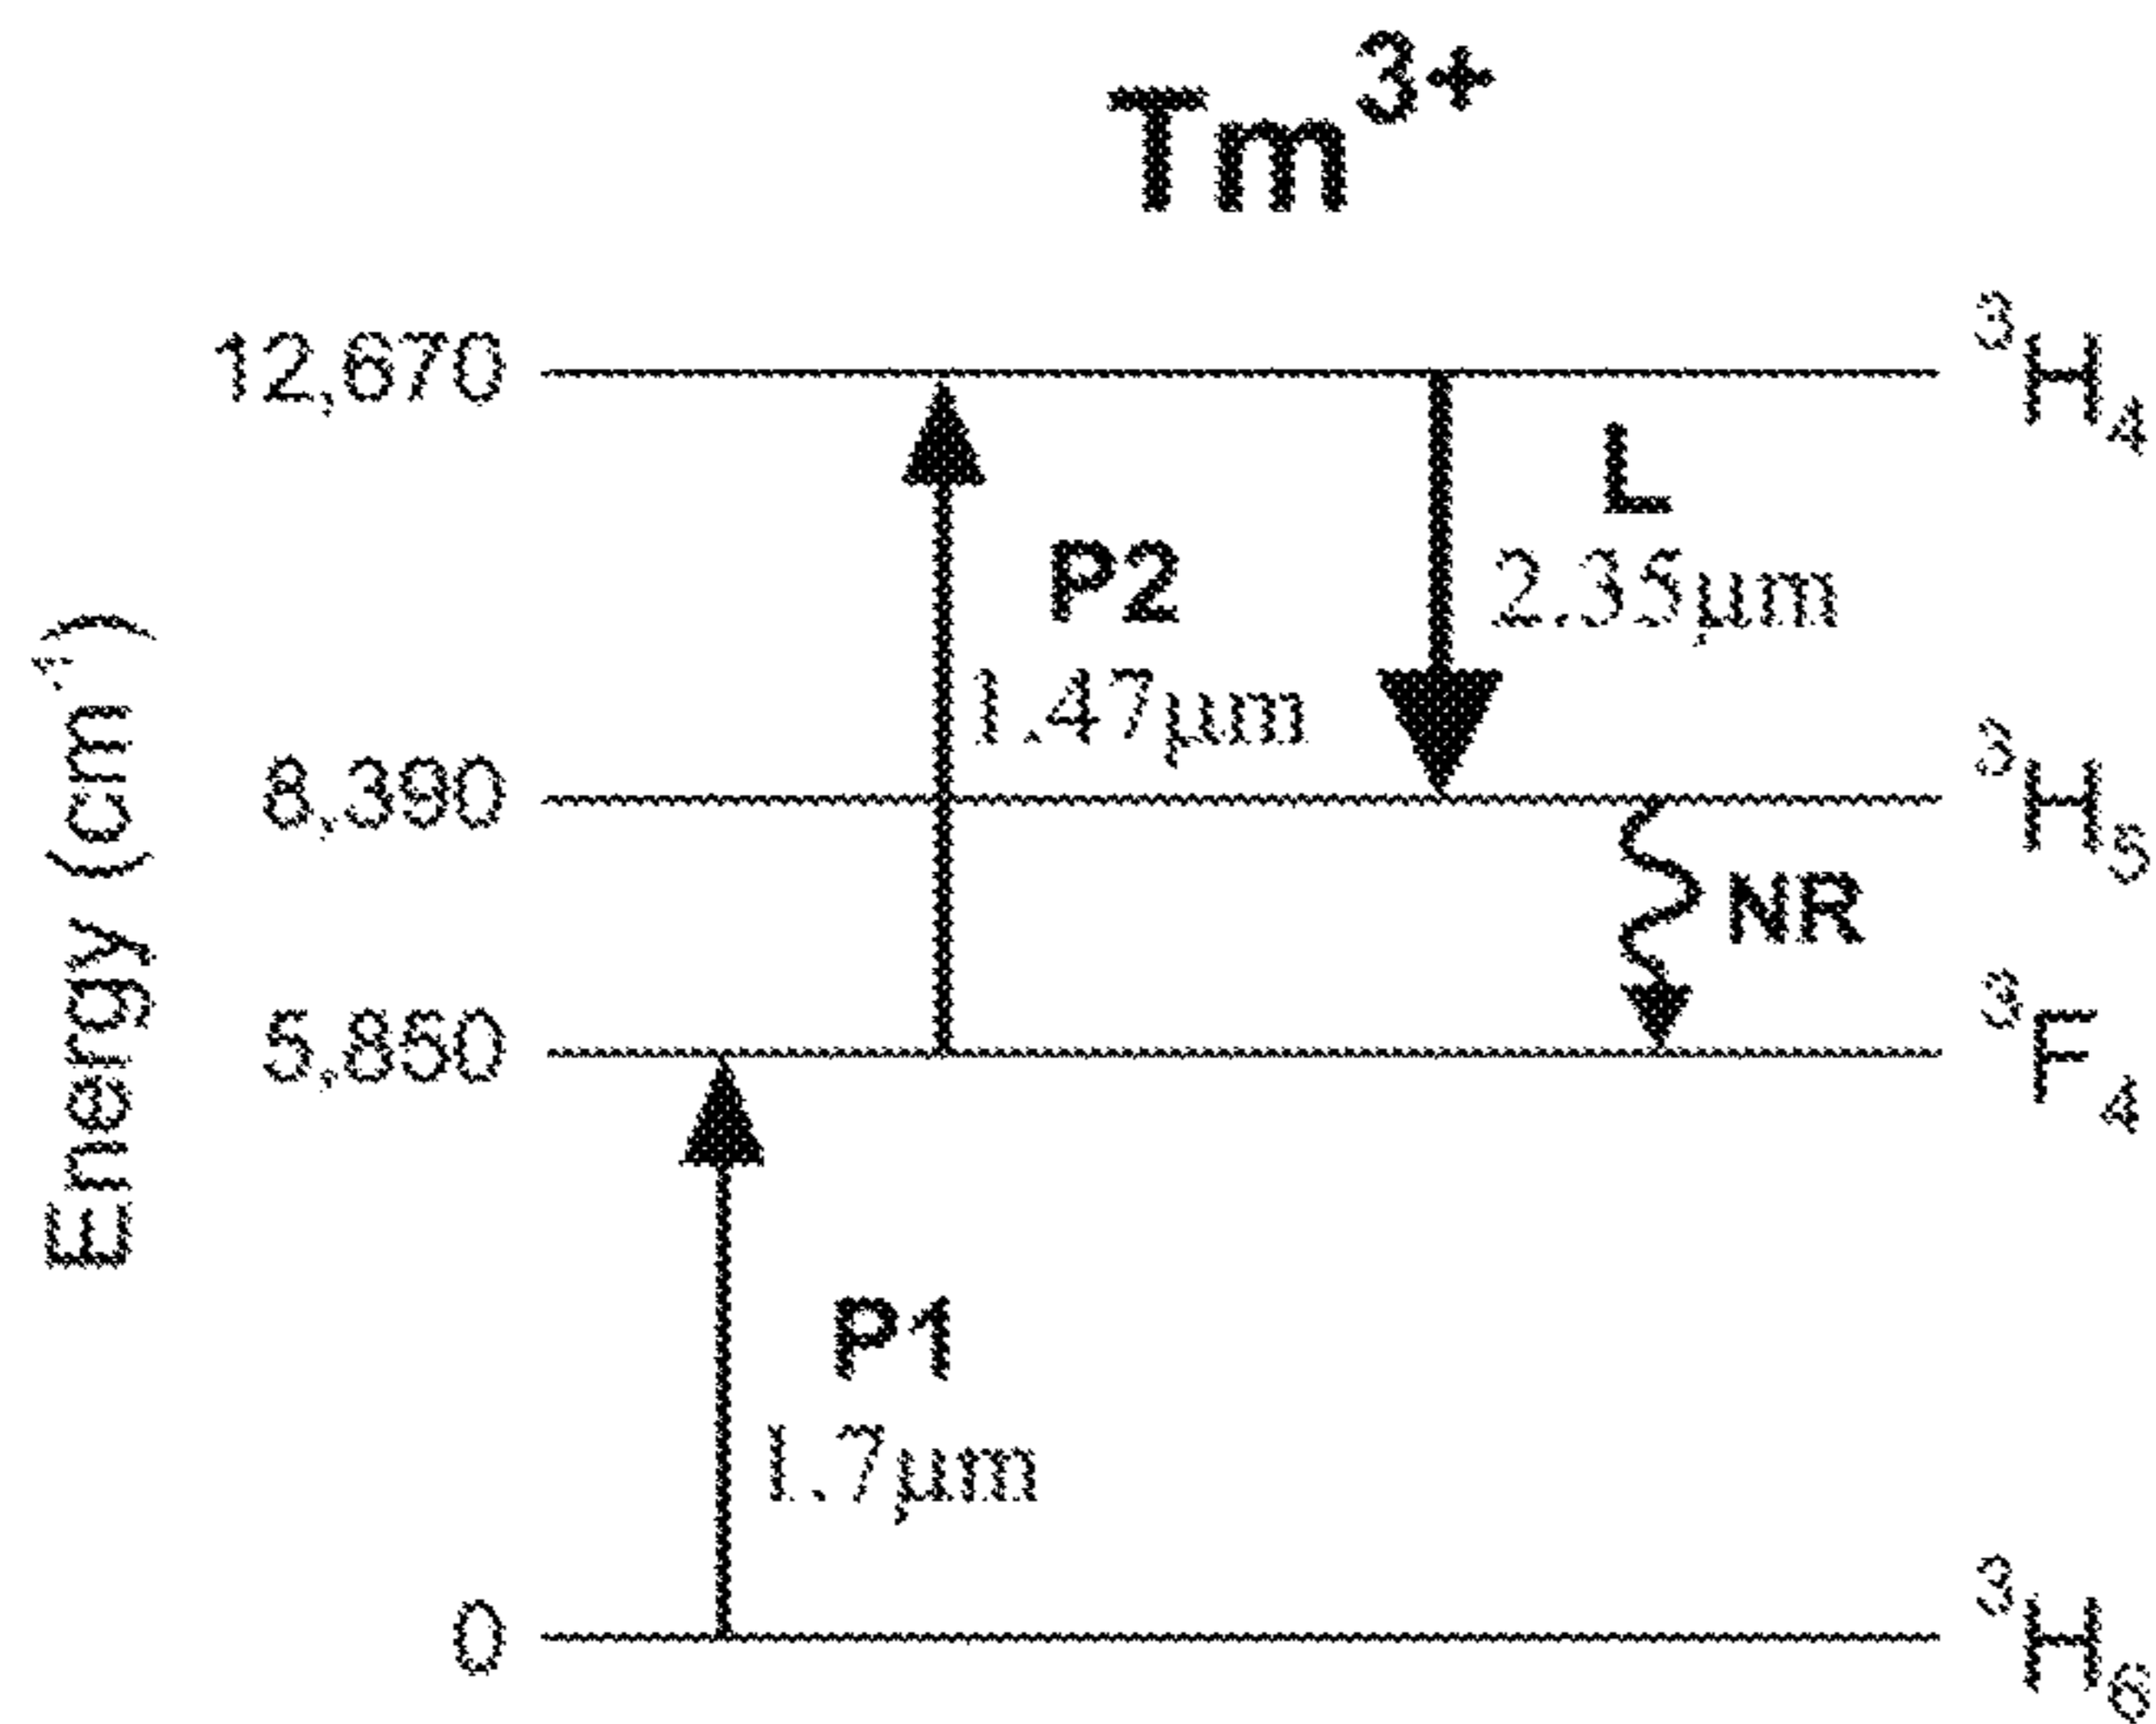 Tm³⁺
12,670
³H₄
L
P2
2.35µm
1.47µm
8,390
³H₅
NR
5,850
³F₄
Energy (cm⁻¹)
P1
1.7µm
0
³H₆